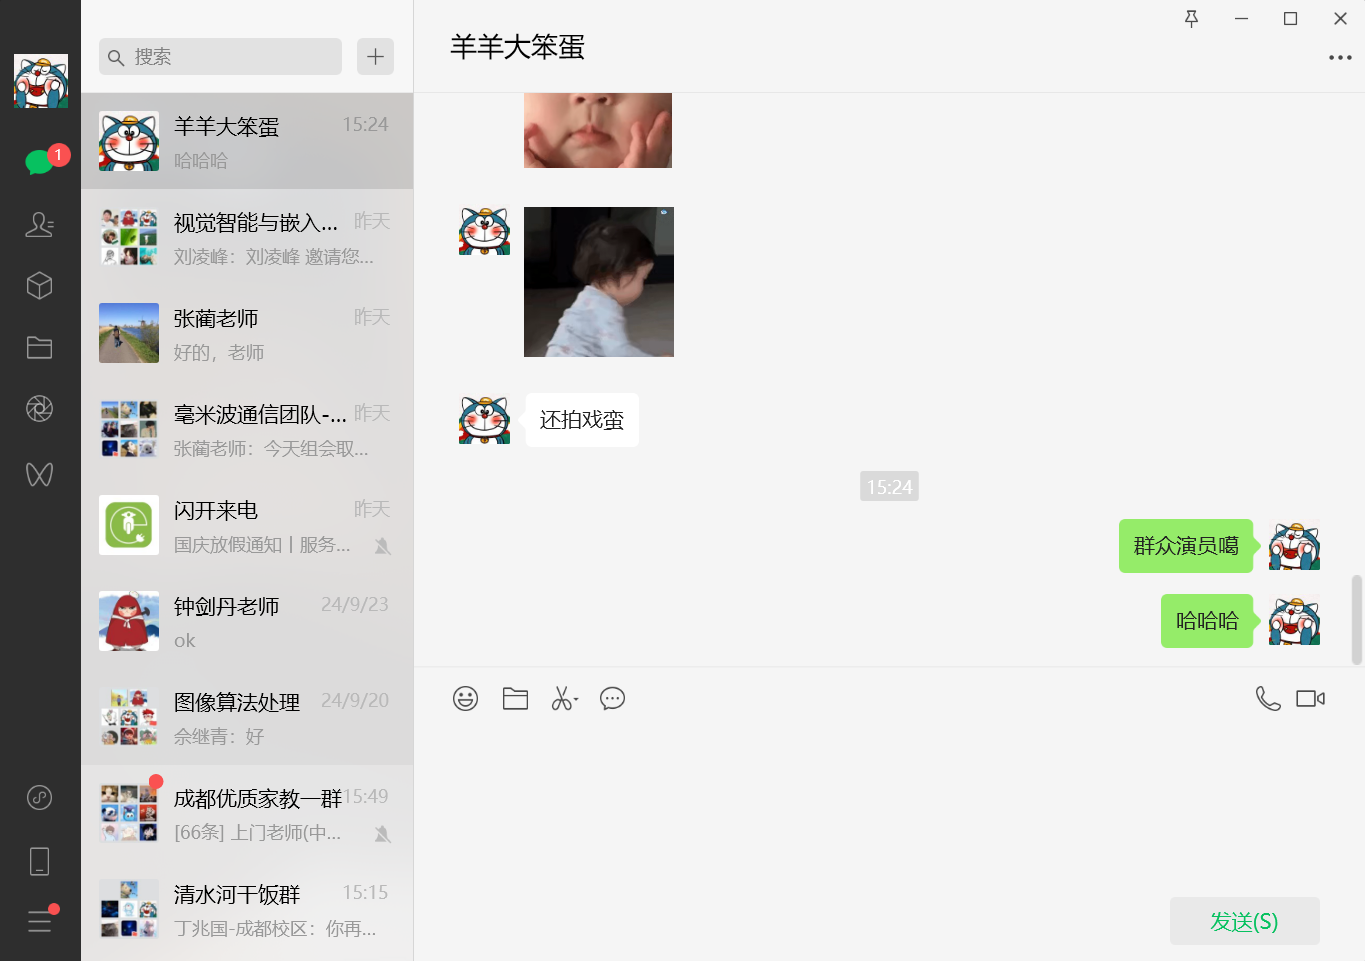 搜索
1
羊羊大笨蛋 15:24
哈哈哈
视觉智能与嵌入... 昨天
刘凌峰：刘凌峰 邀请您...
张蔺老师 昨天
好的，老师
毫米波通信团队-... 昨天
张蔺老师：今天组会取...
闪开来电 昨天
国庆放假通知丨服务...
钟剑丹老师 24/9/23
ok
图像算法处理 24/9/20
佘继青：好
成都优质家教一群 15:49
[66条] 上门老师(中...
清水河干饭群 15:15
丁兆国-成都校区：你再...
羊羊大笨蛋
还拍戏蛮
15:24
群众演员噶
哈哈哈
发送(S)